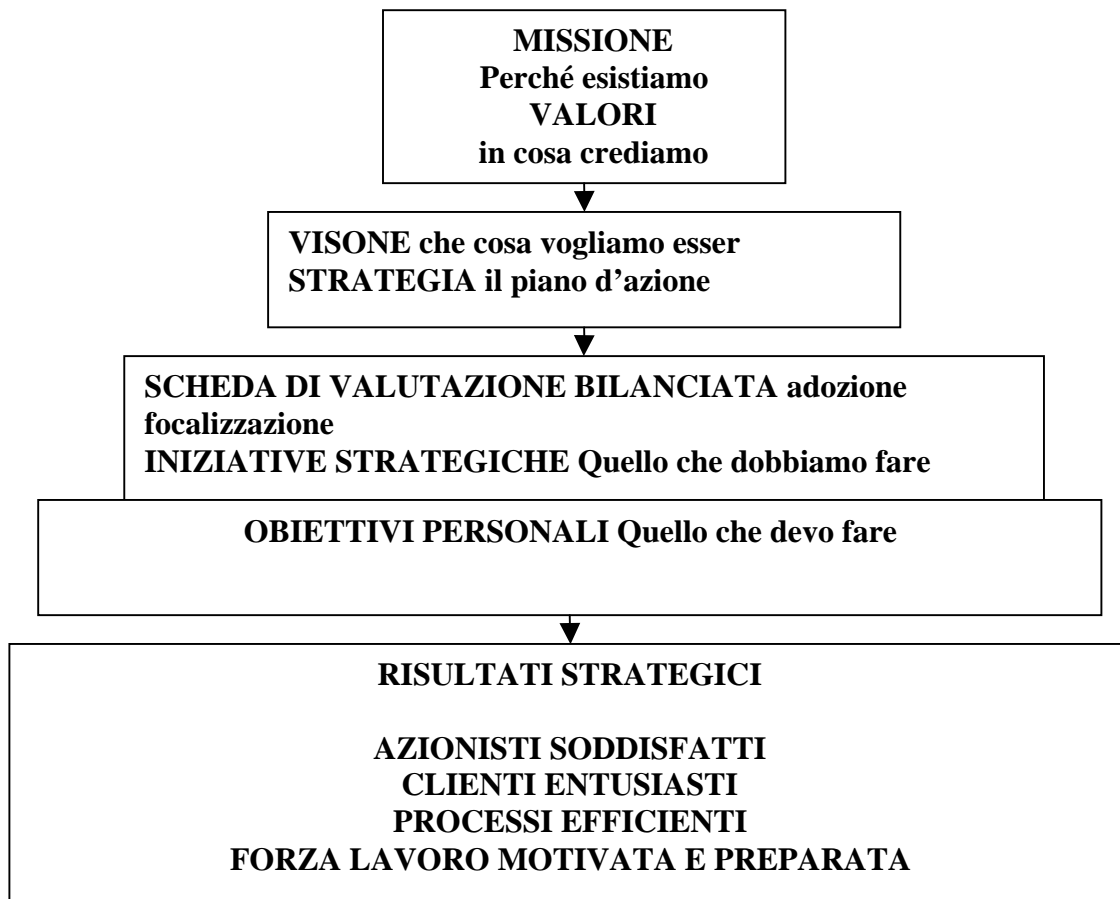 MISSIONE
Perché esistiamo
VALORI
in cosa crediamo
VISONE che cosa vogliamo esser
STRATEGIA il piano d'azione
SCHEDA DI VALUTAZIONE BILANCIATA adozione
focalizzazione
INIZIATIVE STRATEGICHE Quello che dobbiamo fare
OBIETTIVI PERSONALI Quello che devo fare
RISULTATI STRATEGICI
AZIONISTI SODDISFATTI
CLIENTI ENTUSIASTI
PROCESSI EFFICIENTI
FORZA LAVORO MOTIVATA E PREPARATA